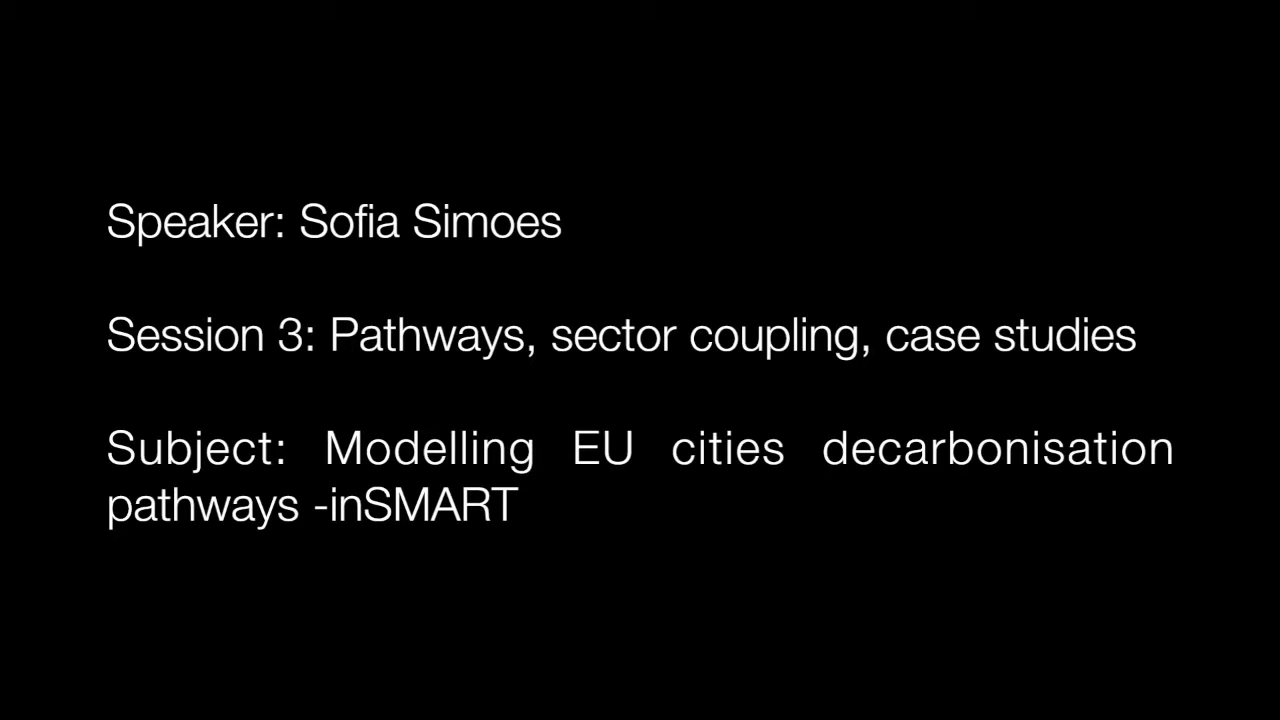 Speaker: Sofia Simoes
Session 3: Pathways, sector coupling, case studies
Subject: Modelling EU cities decarbonisation
pathways -inSMART